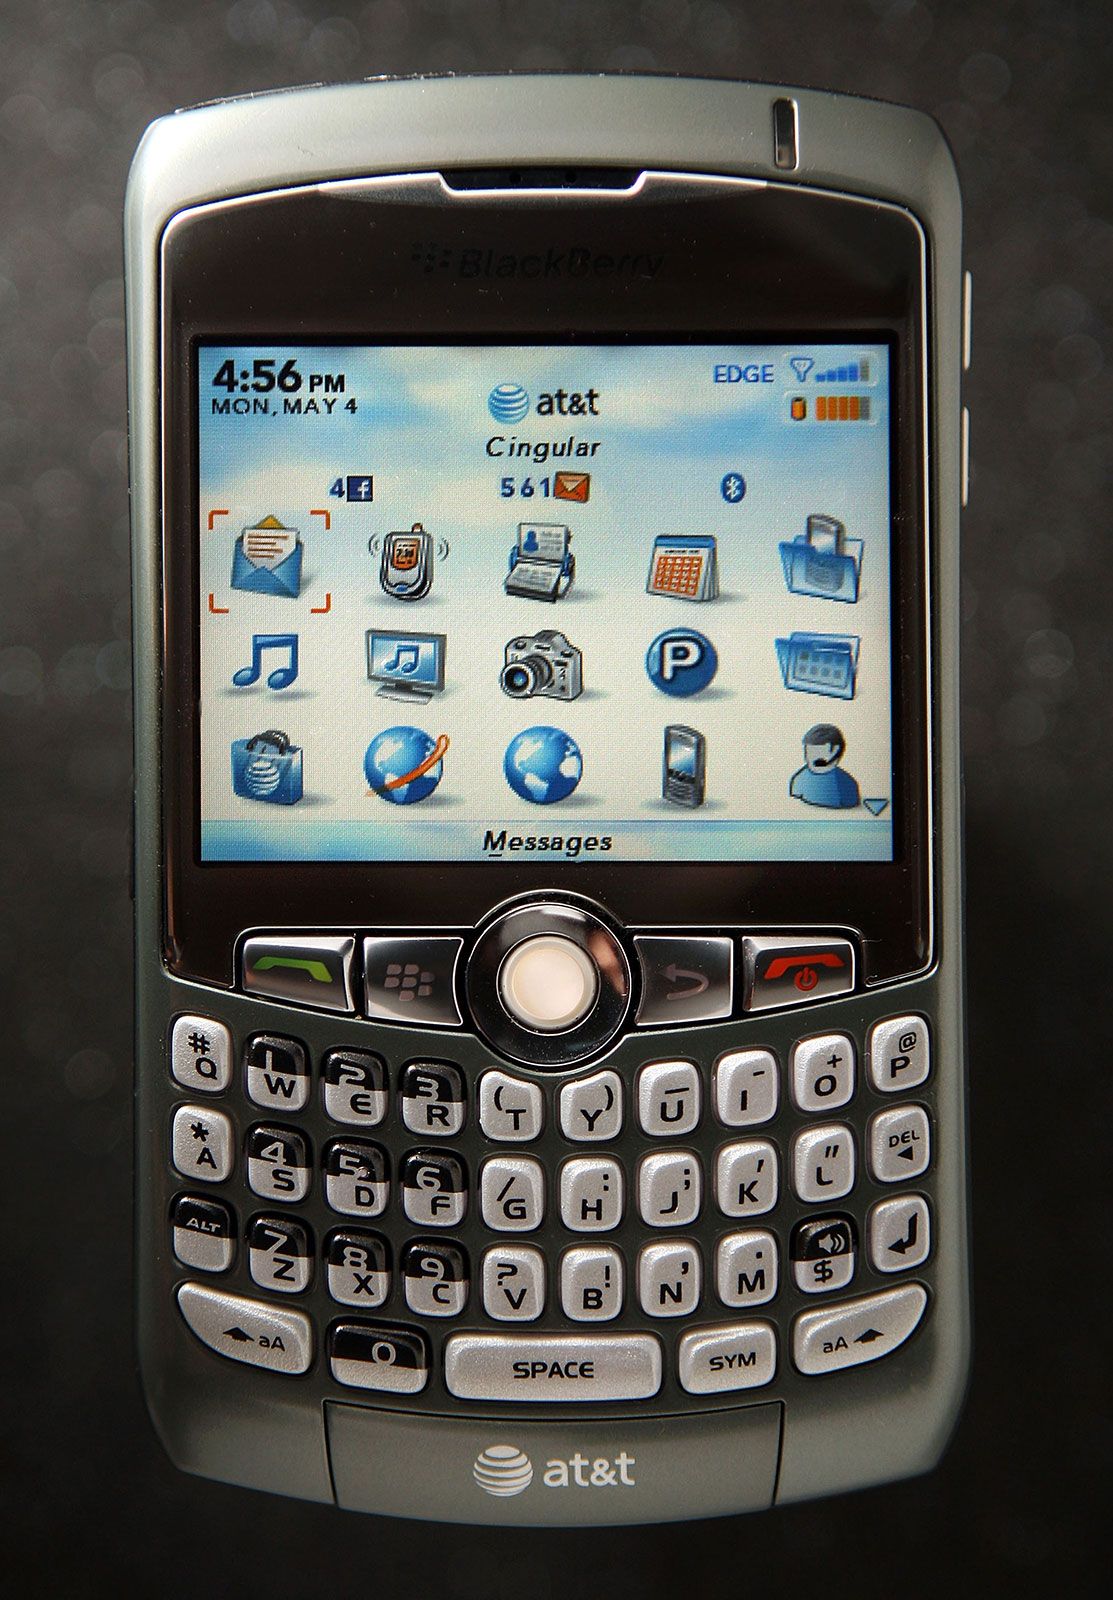 BlackBerry
4:56 PM
MON, MAY 4
at&t
EDGE
Cingular
4 f
561
P
Messages
# Q
1 W
2 E
3 R
( T
Y )
_ U
- I
+ O
@ P
* A
4 S
5 D
6 F
/ G
: H
; J
' K
" L
DEL
ALT
7 Z
8 X
9 C
? V
! B
, N
. M
$
aA
0
SPACE
SYM
aA
at&t